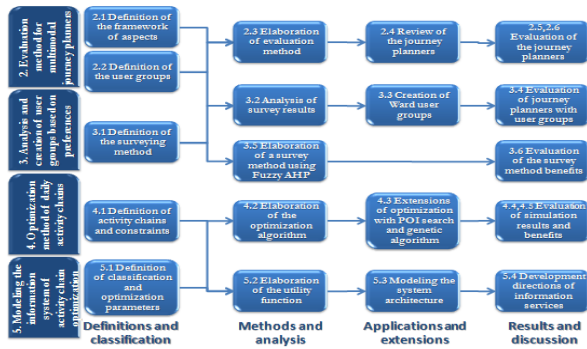 2. Evaluation
method for
multimodal
journey planners
2.1 Definition of
the framework of
aspects
2.2 Definition of
the user groups
2.3 Elaboration
of evaluation
method
2.4 Review of
the journey
planners
2.5,2.6
Evaluation of
the journey
planners
3. Analysis and
creation of user
groups based on
preferences
3.1 Definition of
the surveying
method
3.2 Analysis of
survey results
3.3 Creation of
Ward user
groups
3.4 Evaluation
of journey
planners with
user groups
3.5 Elaboration
of a survey
method using
Fuzzy AHP
3.6 Evaluation
of the survey
method benefits
4.Optimization
method of daily
activity chains
4.1 Definition of
activity chains
and constraints
4.2 Elaboration
of the
optimization
algorithm
4.3 Extensions
of optimization
with POI search
and genetic
algorithm
4.4,4.5 Evaluation
of simulation
results and
benefits
5. Modeling the
information
system of
activity chain
optimization
5.1 Definition
of classification
and
optimization
parameters
5.2 Elaboration
of the utility
function
5.3 Modeling
the system
architecture
5.4 Development
directions of
information
services
Definitions and
classification
Methods and
analysis
Applications and
extensions
Results and
discussion